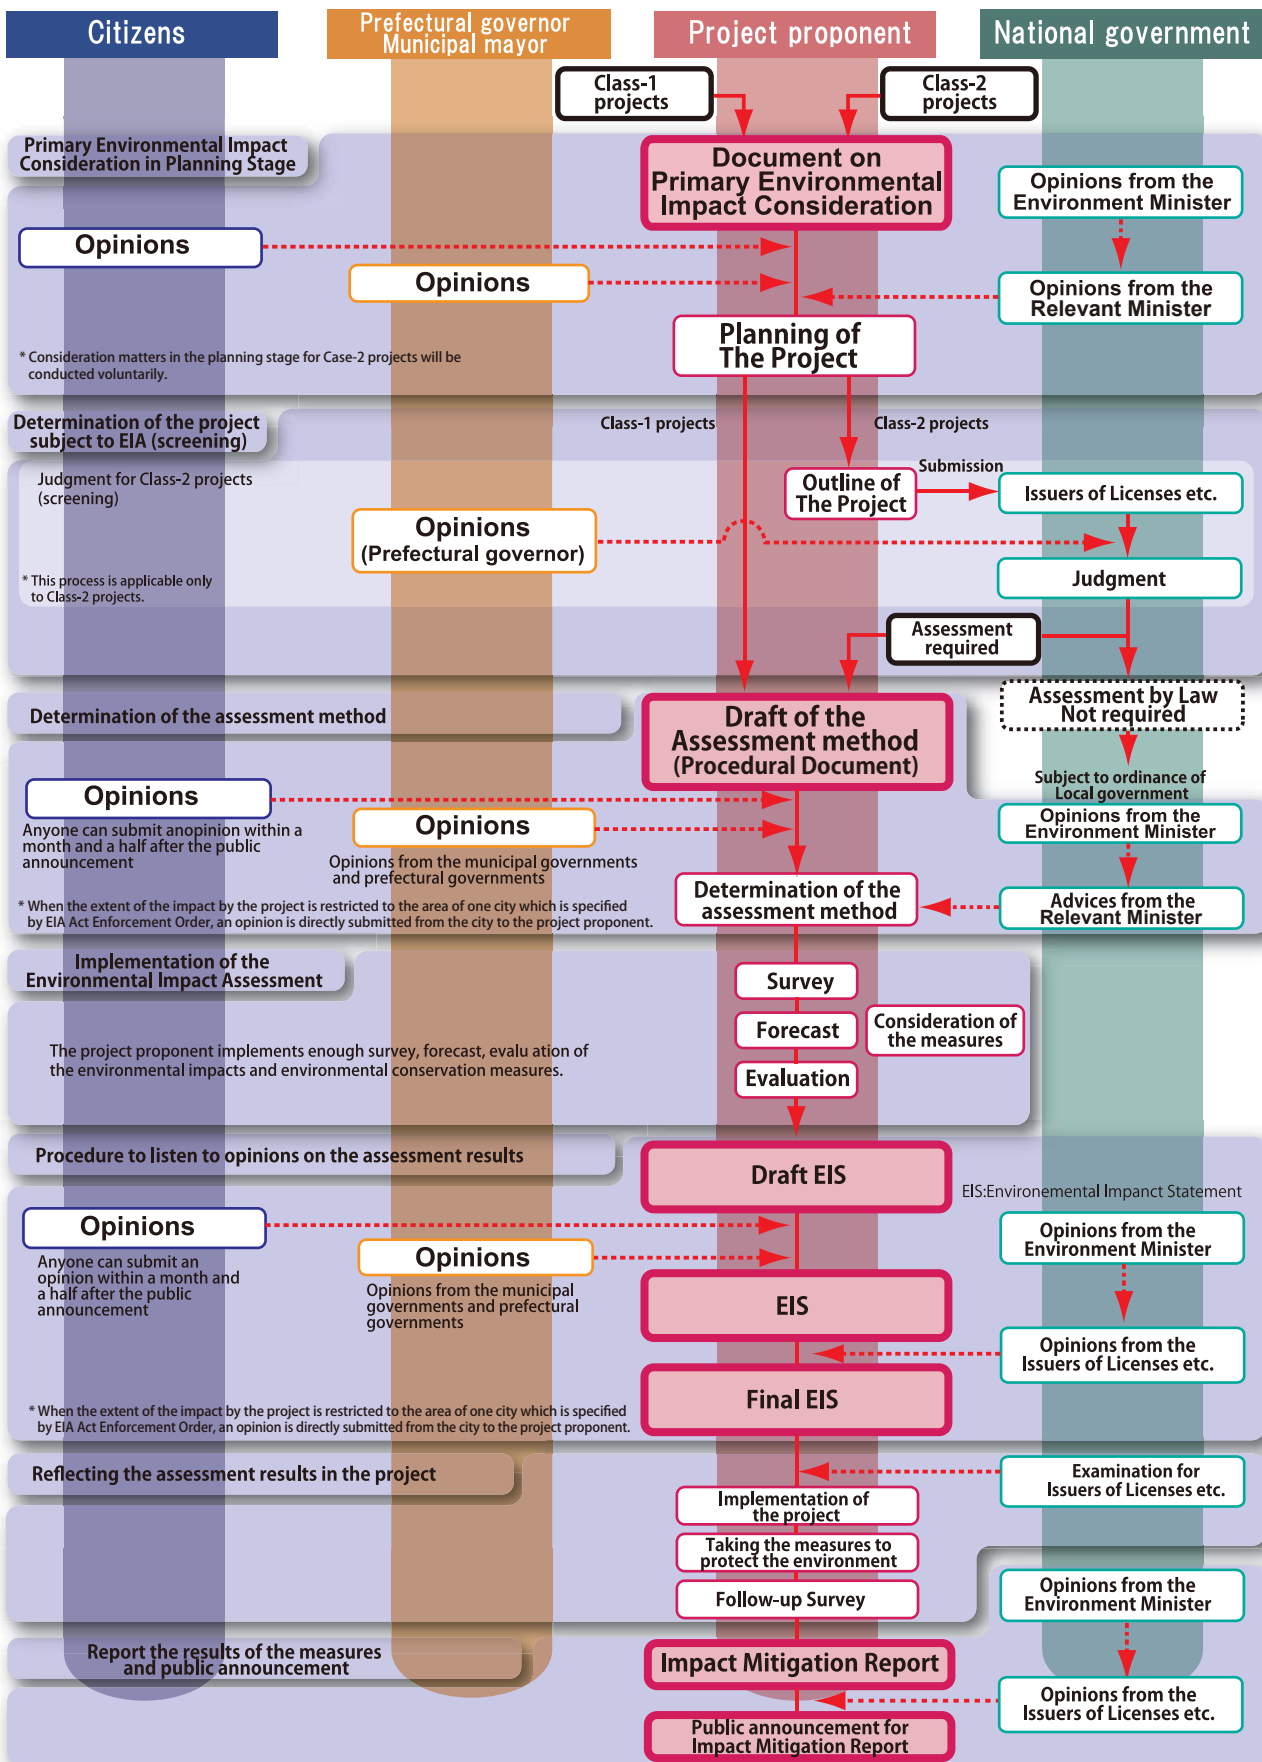 Citizens
Prefectural governor
Municipal mayor
Project proponent
National government
Class-1
projects
Class-2
projects
Primary Environmental Impact
Consideration in Planning Stage
Document on
Primary Environmental
Impact Consideration
Opinions from the
Environment Minister
Opinions
Opinions
Opinions from the
Relevant Minister
Planning of
The Project
* Consideration matters in the planning stage for Case-2 projects will be
conducted voluntarily.
Determination of the project
subject to EIA (screening)
Class-1 projects
Class-2 projects
Judgment for Class-2 projects
(screening)
Outline of
The Project
Submission
Issuers of Licenses etc.
Opinions
(Prefectural governor)
* This process is applicable only
to Class-2 projects.
Judgment
Assessment
required
Assessment by Law
Not required
Determination of the assessment method
Draft of the
Assessment method
(Procedural Document)
Subject to ordinance of
Local government
Opinions
Anyone can submit anopinion within a
month and a half after the public
announcement
Opinions
Opinions from the municipal governments
and prefectural governments
Opinions from the
Environment Minister
Determination of the
assessment method
Advices from the
Relevant Minister
* When the extent of the impact by the project is restricted to the area of one city which is specified
by EIA Act Enforcement Order, an opinion is directly submitted from the city to the project proponent.
Implementation of the
Environmental Impact Assessment
Survey
Forecast
Consideration of
the measures
Evaluation
The project proponent implements enough survey, forecast, evalu ation of
the environmental impacts and environmental conservation measures.
Procedure to listen to opinions on the assessment results
Draft EIS
EIS:Environemental Impanct Statement
Opinions
Anyone can submit an
opinion within a month and
a half after the public
announcement
Opinions
Opinions from the municipal
governments and prefectural
governments
Opinions from the
Environment Minister
EIS
Opinions from the
Issuers of Licenses etc.
Final EIS
* When the extent of the impact by the project is restricted to the area of one city which is specified
by EIA Act Enforcement Order, an opinion is directly submitted from the city to the project proponent.
Reflecting the assessment results in the project
Examination for
Issuers of Licenses etc.
Implementation of
the project
Taking the measures to
protect the environment
Follow-up Survey
Opinions from the
Environment Minister
Report the results of the measures
and public announcement
Impact Mitigation Report
Opinions from the
Issuers of Licenses etc.
Public announcement for
Impact Mitigation Report